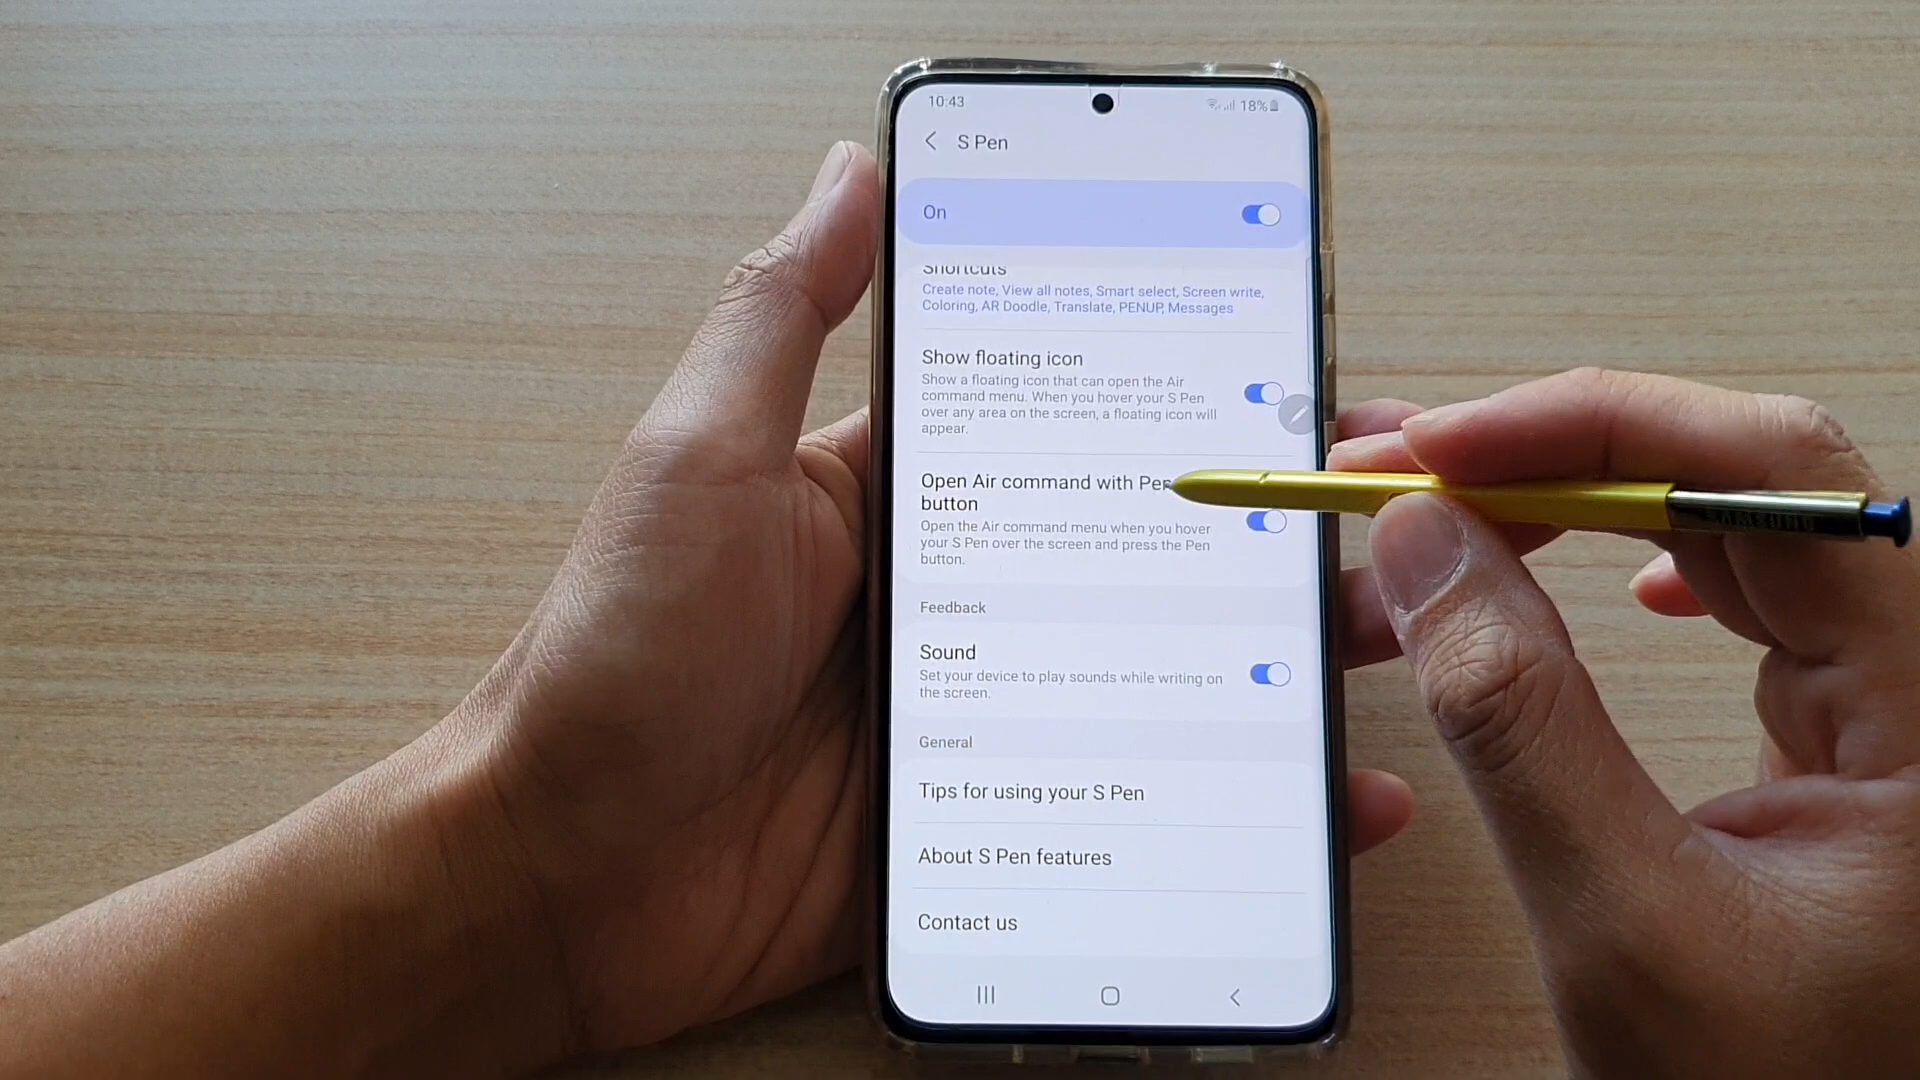 10:43
18%
S Pen
On
Shortcuts
Create note, View all notes, Smart select, Screen write,
Coloring, AR Doodle, Translate, PENUP, Messages
Show floating icon
Show a floating icon that can open the Air
command menu. When you hover your S Pen
over any area on the screen, a floating icon will
appear.
Open Air command with Pen
button
Open the Air command menu when you hover
your S Pen over the screen and press the Pen
button.
Feedback
Sound
Set your device to play sounds while writing on
the screen.
General
Tips for using your S Pen
About S Pen features
Contact us
SAMSUNG